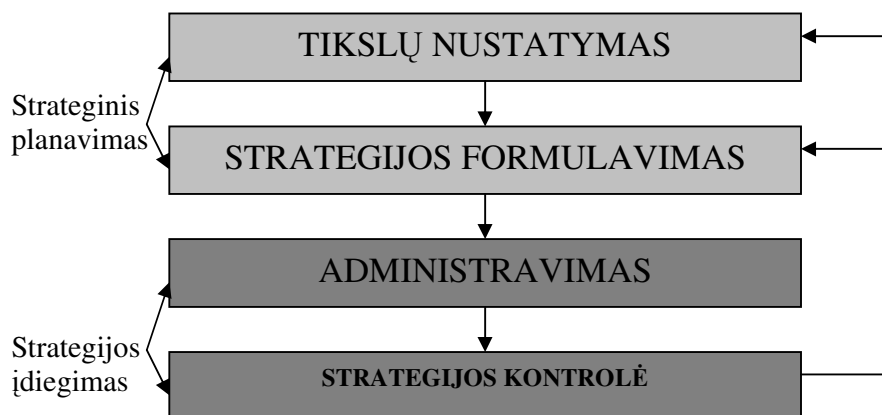 TIKSLŲ NUSTATYMAS
Strateginis
planavimas
STRATEGIJOS FORMULAVIMAS
ADMINISTRAVIMAS
Strategijos
įdiegimas
STRATEGIJOS KONTROLĖ